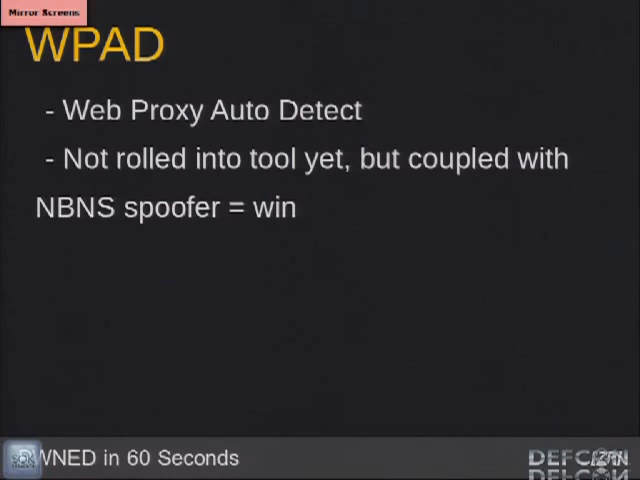 Mirror Screens
WPAD
- Web Proxy Auto Detect
- Not rolled into tool yet, but coupled with
NBNS spoofer = win
WNED in 60 Seconds
DEFCON